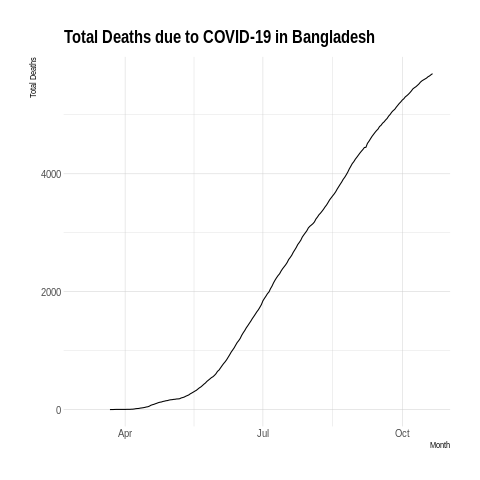 Total Deaths due to COVID-19 in Bangladesh
Total Deaths
4000
2000
0
Apr
Jul
Oct
Month